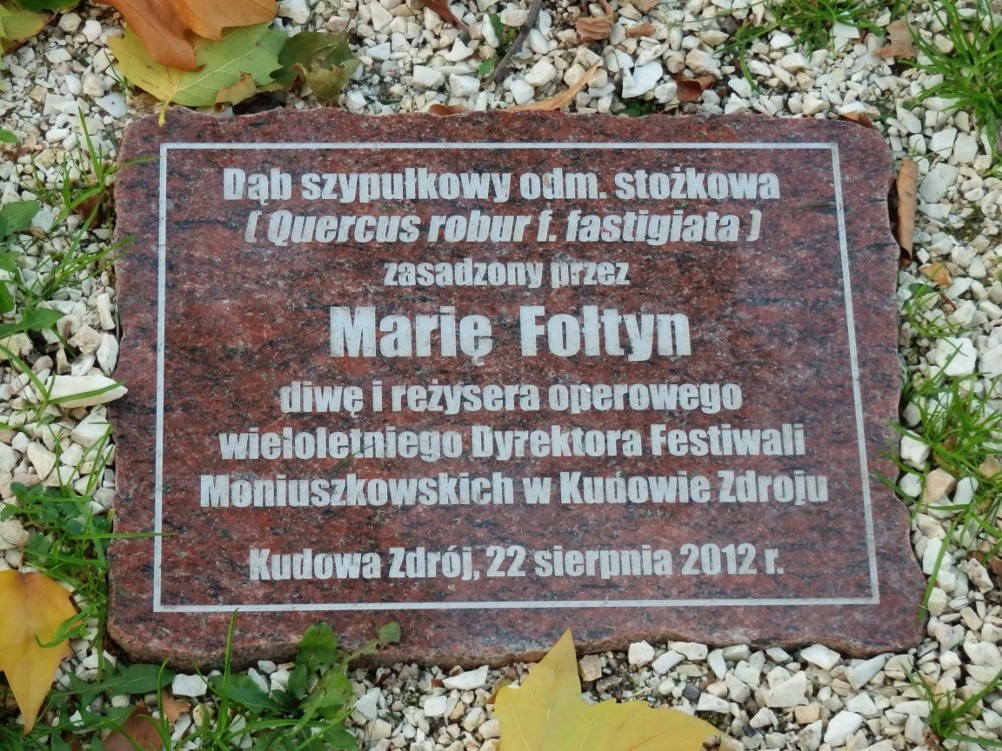 Dąb szypułkowy odm. stożkowa
( Quercus robur f. fastigiata )
zasadzony przez
Marię Fołtyn
diwę i reżysera operowego
wieloletniego Dyrektora Festiwali
Moniuszkowskich w Kudowie Zdroju
Kudowa Zdrój, 22 sierpnia 2012 r.